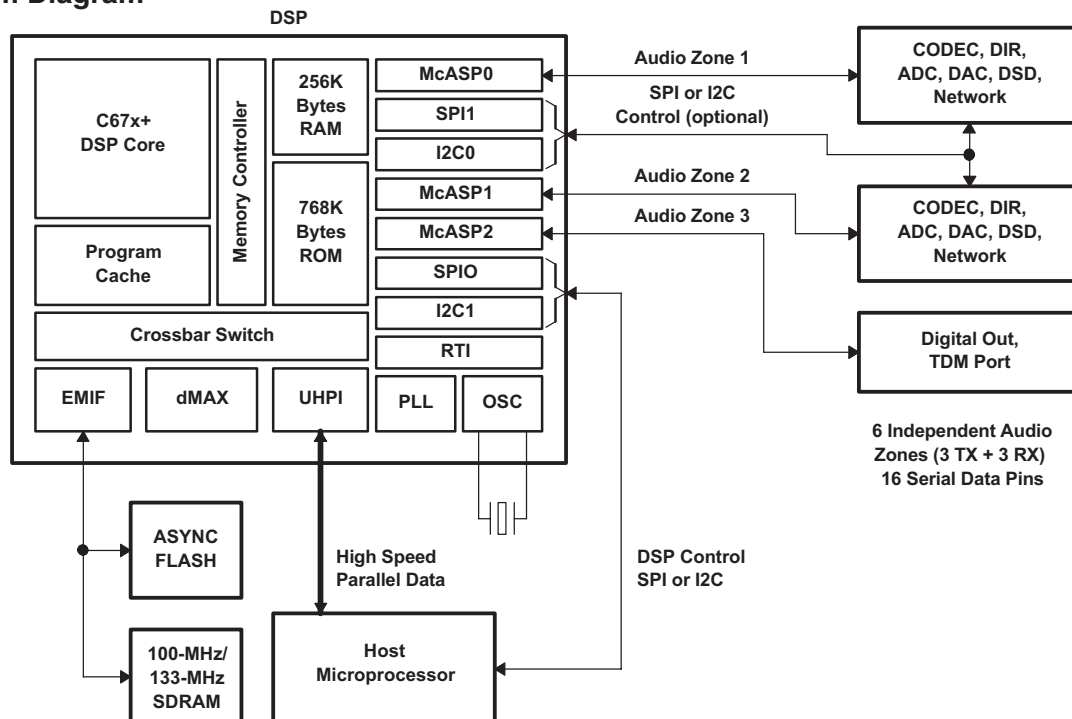 DSP
C67x+
DSP Core
Program
Cache
Memory Controller
256K
Bytes
RAM
768K
Bytes
ROM
McASP0
SPI1
I2C0
McASP1
McASP2
SPIO
I2C1
RTI
Crossbar Switch
EMIF
dMAX
UHPI
PLL
OSC
Audio Zone 1
SPI or I2C
Control (optional)
Audio Zone 2
Audio Zone 3
CODEC, DIR,
ADC, DAC, DSD,
Network
CODEC, DIR,
ADC, DAC, DSD,
Network
Digital Out,
TDM Port
6 Independent Audio
Zones (3 TX + 3 RX)
16 Serial Data Pins
ASYNC
FLASH
High Speed
Parallel Data
DSP Control
SPI or I2C
100-MHz/
133-MHz
SDRAM
Host
Microprocessor